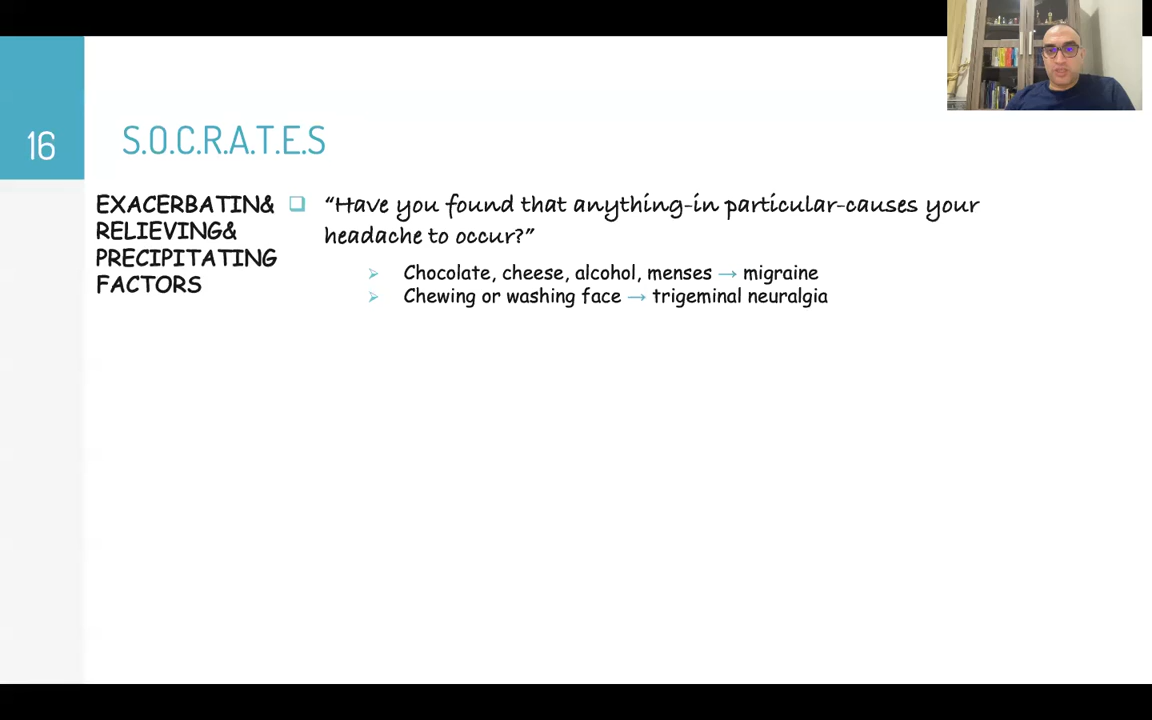 16
S.O.C.R.A.T.E.S
EXACERBATIN&
RELIEVING&
PRECIPITATING
FACTORS
“Have you found that anything-in particular-causes your
headache to occur?”
Chocolate, cheese, alcohol, menses → migraine
Chewing or washing face → trigeminal neuralgia